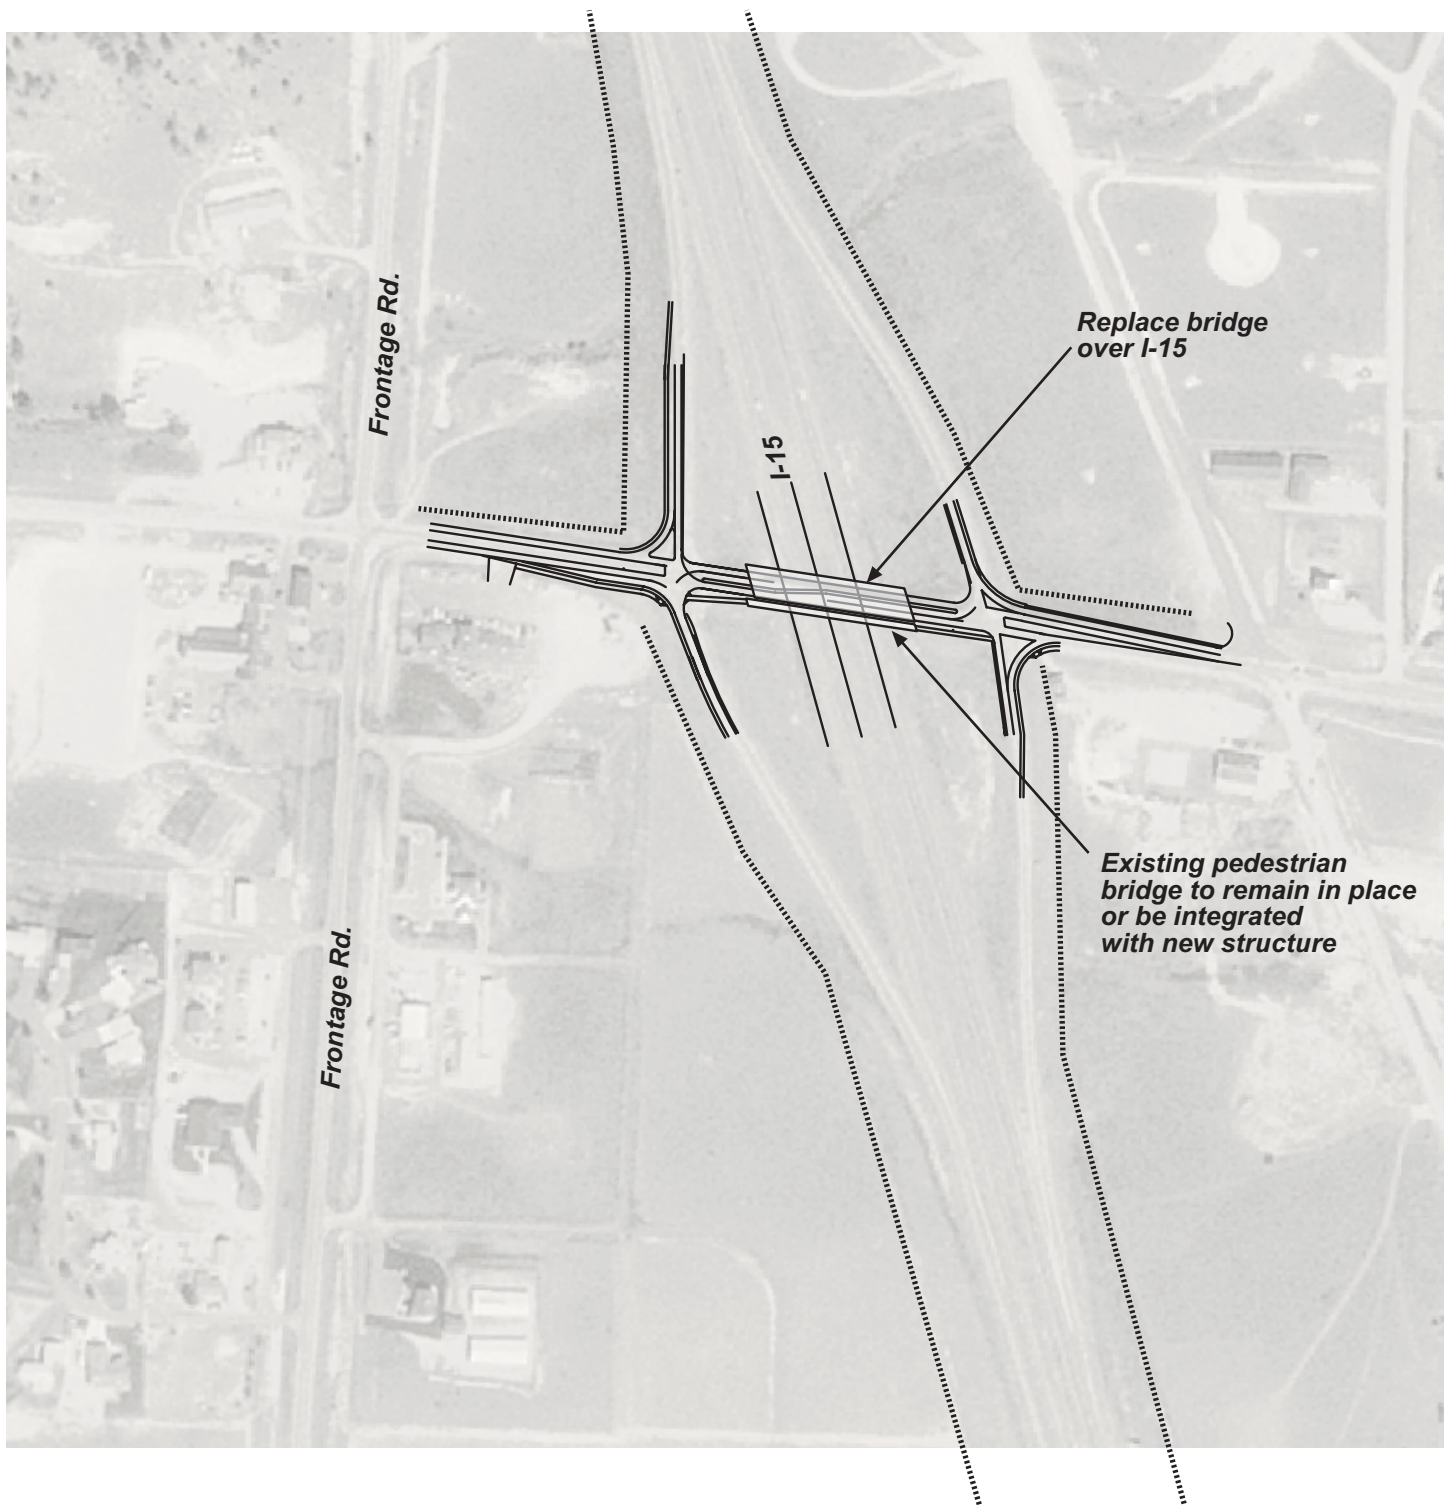 Frontage Rd.
Replace bridge
over I-15
I-15
Existing pedestrian
bridge to remain in place
or be integrated
with new structure
Frontage Rd.